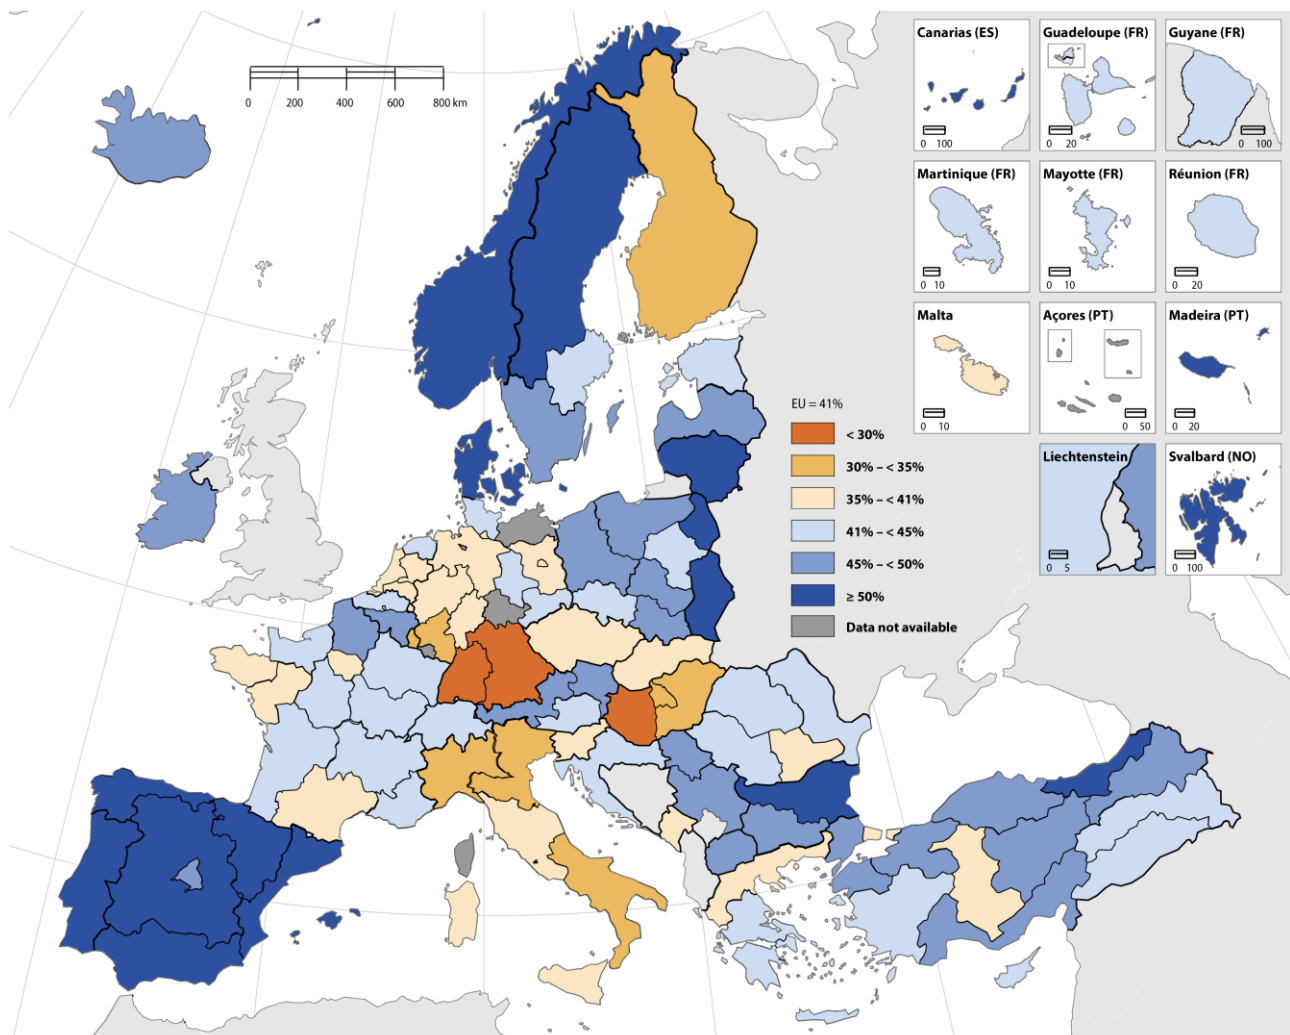 0 200 400 600 800 km
Canarias (ES)
0 100
Guadeloupe (FR)
0 20
Guyane (FR)
0 100
Martinique (FR)
0 10
Mayotte (FR)
0 10
Réunion (FR)
0 20
Malta
0 10
Açores (PT)
0 50
Madeira (PT)
0 20
Liechtenstein
0 5
Svalbard (NO)
0 100
EU = 41%
< 30%
30% – < 35%
35% – < 41%
41% – < 45%
45% – < 50%
≥ 50%
Data not available